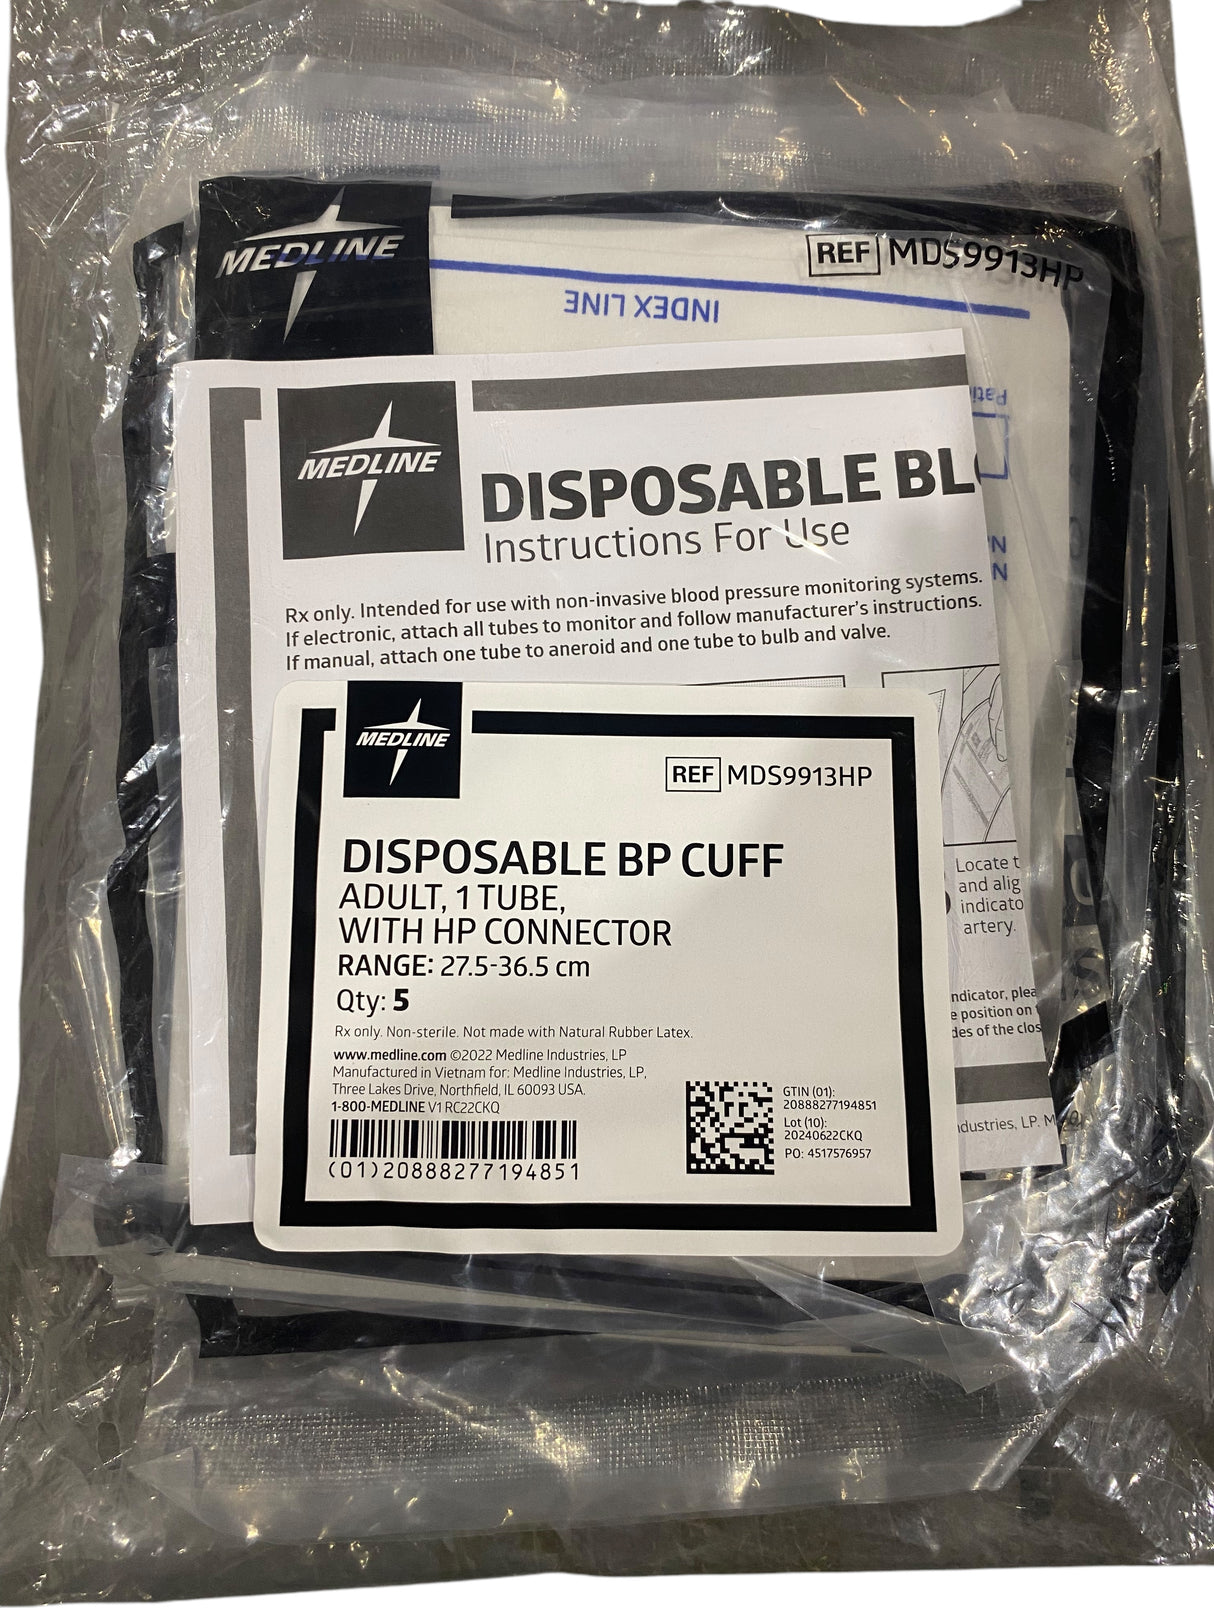 MEDLINE
REF MDS9913HP
INDEX LINE
MEDLINE
DISPOSABLE
Instructions For Use
Rx only. Intended for use with non-invasive blood pressure monitoring systems.
If electronic, attach all tubes to monitor and follow manufacturer's instructions.
If manual, attach one tube to aneroid and one tube to bulb and valve.
MEDLINE
REF MDS9913HP
DISPOSABLE BP CUFF
ADULT, 1 TUBE,
WITH HP CONNECTOR
RANGE: 27.5-36.5 cm
Qty: 5
Rx only. Non-sterile. Not made with Natural Rubber Latex.
www.medline.com ©2022 Medline Industries, LP
Manufactured in Vietnam for: Medline Industries, LP,
Three Lakes Drive, Northfield, IL 60093 USA.
1-800-MEDLINE V1 RC22CKQ
(01)20888277194851
GTIN (01):
20888277194851
Lot (10):
20240622CKQ
PO: 4517576957
Locate
and
artery.
position on
of the
LP.